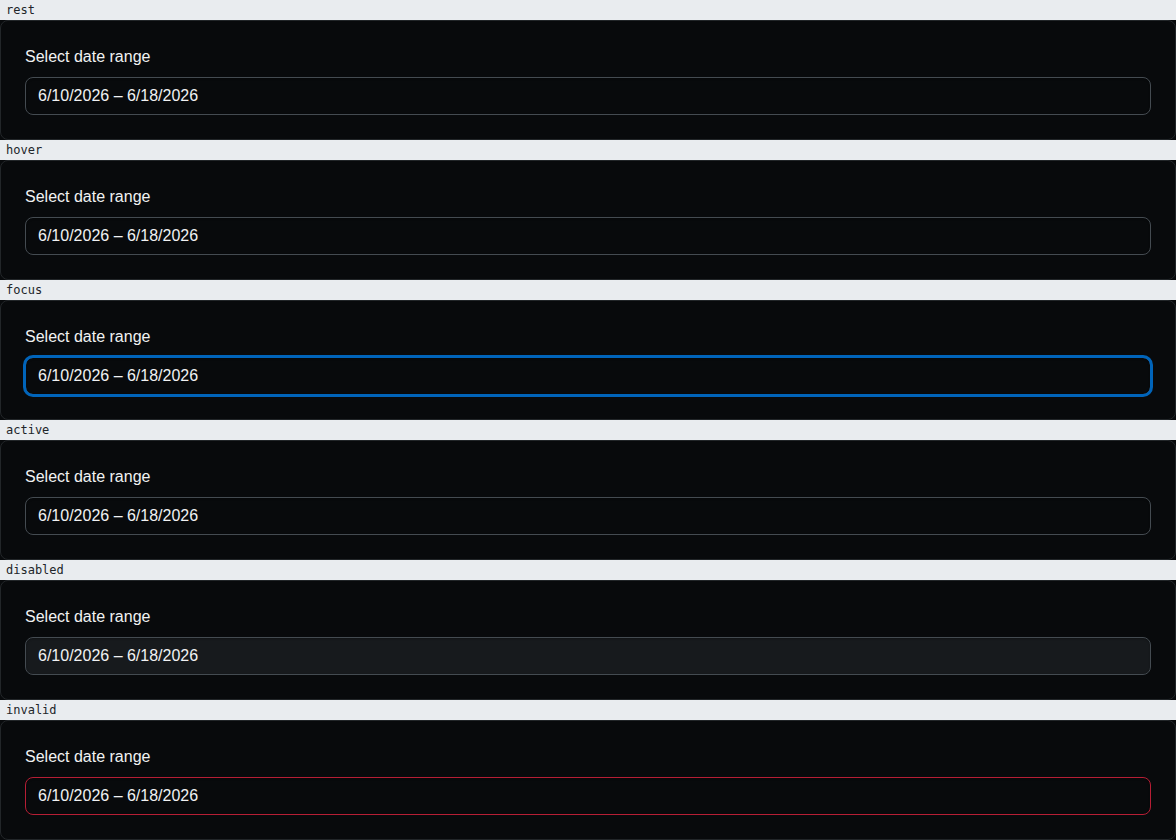 rest
Select date range
6/10/2026 – 6/18/2026
hover
Select date range
6/10/2026 – 6/18/2026
focus
Select date range
6/10/2026 – 6/18/2026
active
Select date range
6/10/2026 – 6/18/2026
disabled
Select date range
6/10/2026 – 6/18/2026
invalid
Select date range
6/10/2026 – 6/18/2026